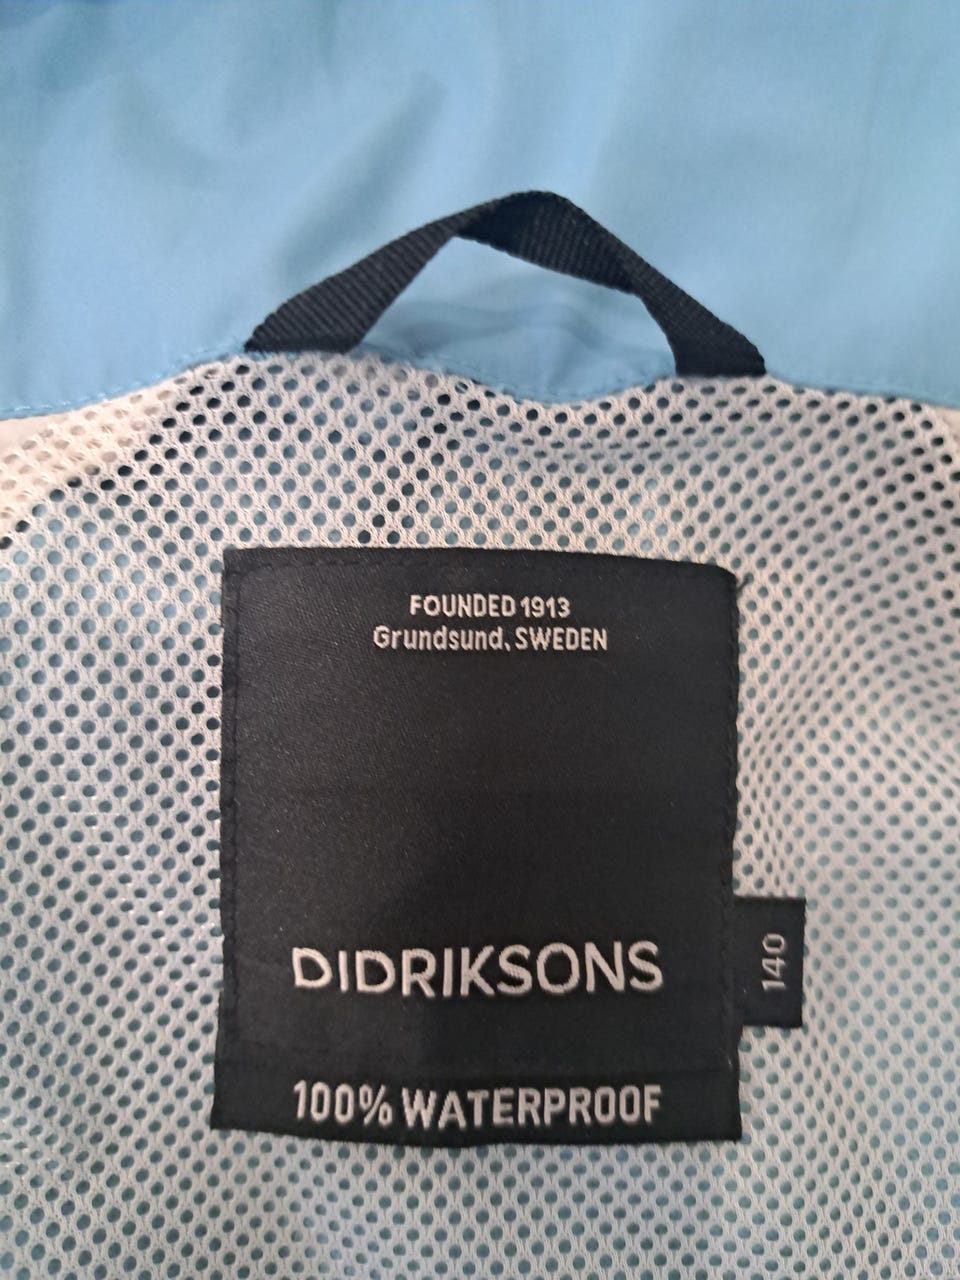 FOUNDED 1913
Grundsund, SWEDEN
DIDRIKSONS
140
100% WATERPROOF